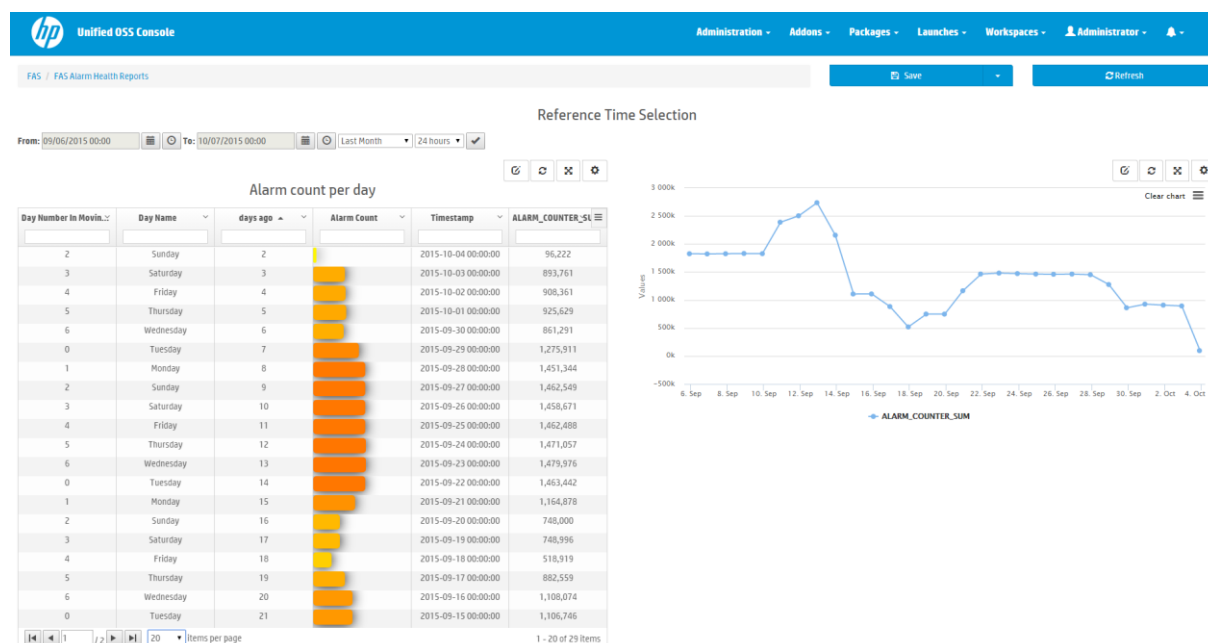 hp Unified OSS Console Administration Addons Packages Launches Workspaces Administrator
FAS / FAS Alarm Health Reports Save Refresh
Reference Time Selection
From: 09/06/2015 00:00 To: 10/07/2015 00:00 Last Month 24 hours
Alarm count per day
Day Number In Movin... Day Name days ago Alarm Count Timestamp ALARM_COUNTER_SU
2 Sunday 2 2015-10-04 00:00:00 96,222
3 Saturday 3 2015-10-03 00:00:00 893,761
4 Friday 4 2015-10-02 00:00:00 908,361
5 Thursday 5 2015-10-01 00:00:00 925,629
6 Wednesday 6 2015-09-30 00:00:00 861,291
0 Tuesday 7 2015-09-29 00:00:00 1,275,911
1 Monday 8 2015-09-28 00:00:00 1,451,344
2 Sunday 9 2015-09-27 00:00:00 1,462,549
3 Saturday 10 2015-09-26 00:00:00 1,458,671
4 Friday 11 2015-09-25 00:00:00 1,462,488
5 Thursday 12 2015-09-24 00:00:00 1,471,057
6 Wednesday 13 2015-09-23 00:00:00 1,479,976
0 Tuesday 14 2015-09-22 00:00:00 1,463,442
1 Monday 15 2015-09-21 00:00:00 1,164,878
2 Sunday 16 2015-09-20 00:00:00 748,000
3 Saturday 17 2015-09-19 00:00:00 748,996
4 Friday 18 2015-09-18 00:00:00 518,919
5 Thursday 19 2015-09-17 00:00:00 882,559
6 Wednesday 20 2015-09-16 00:00:00 1,108,074
0 Tuesday 21 2015-09-15 00:00:00 1,106,746
1 / 2 20 Items per page 1 - 20 of 29 items
Clear chart
3 000k
2 500k
2 000k
1 500k
1 000k
500k
0k
-500k
Values
6. Sep 8. Sep 10. Sep 12. Sep 14. Sep 16. Sep 18. Sep 20. Sep 22. Sep 24. Sep 26. Sep 28. Sep 30. Sep 2. Oct 4. Oct
ALARM_COUNTER_SUM